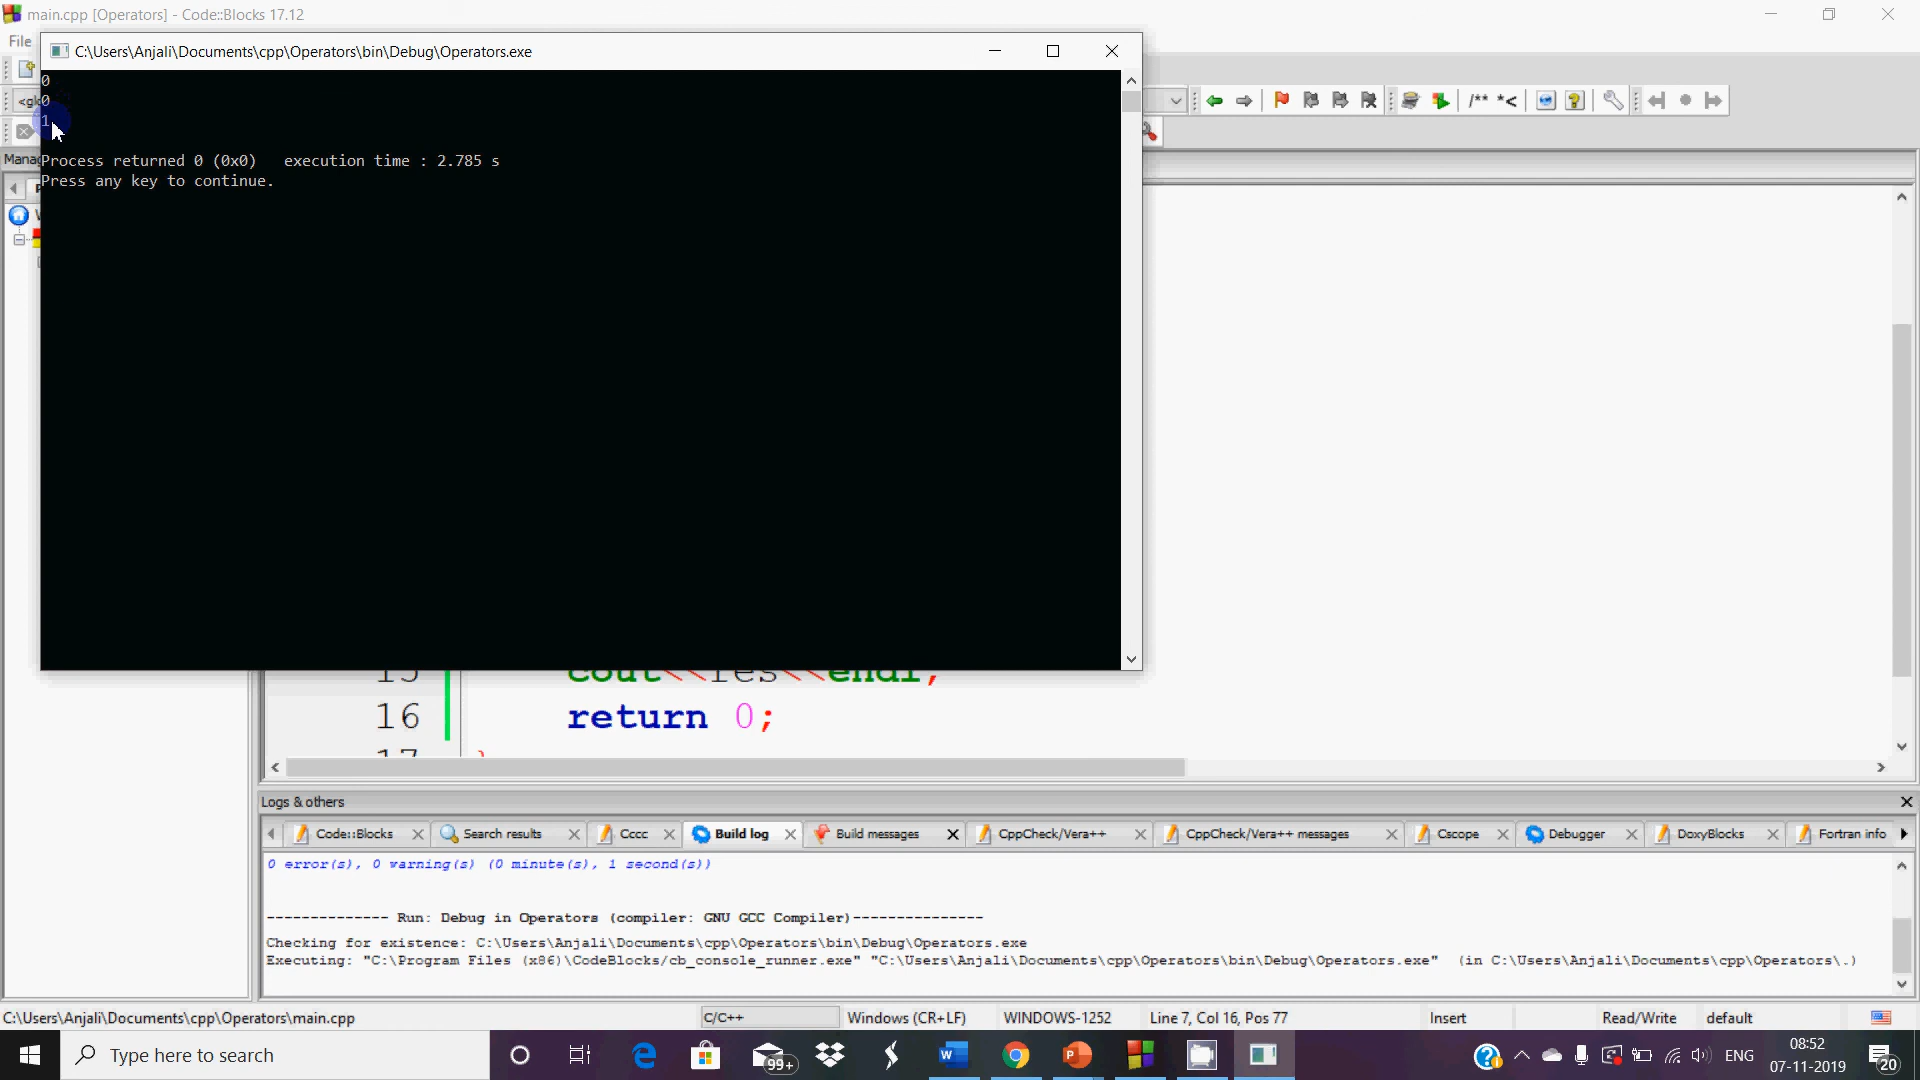 main.cpp [Operators] - Code::Blocks 17.12
File
C:\Users\Anjali\Documents\cpp\Operators\bin\Debug\Operators.exe
0
0
1
Process returned 0 (0x0)   execution time : 2.785 s
Press any key to continue.
<glo
/** *<
Manag
15 cout<<res<<endl;
16 return 0;
17 }
Logs & others
Code::Blocks Search results Cccc Build log Build messages CppCheck/Vera++ CppCheck/Vera++ messages Cscope Debugger DoxyBlocks Fortran info
0 error(s), 0 warning(s) (0 minute(s), 1 second(s))
-------------- Run: Debug in Operators (compiler: GNU GCC Compiler)---------------
Checking for existence: C:\Users\Anjali\Documents\cpp\Operators\bin\Debug\Operators.exe
Executing: "C:\Program Files (x86)\CodeBlocks/cb_console_runner.exe" "C:\Users\Anjali\Documents\cpp\Operators\bin\Debug\Operators.exe"  (in C:\Users\Anjali\Documents\cpp\Operators\.)
C:\Users\Anjali\Documents\cpp\Operators\main.cpp C/C++ Windows (CR+LF) WINDOWS-1252 Line 7, Col 16, Pos 77 Insert Read/Write default
Type here to search 99+ ENG 08:52
07-11-2019 20